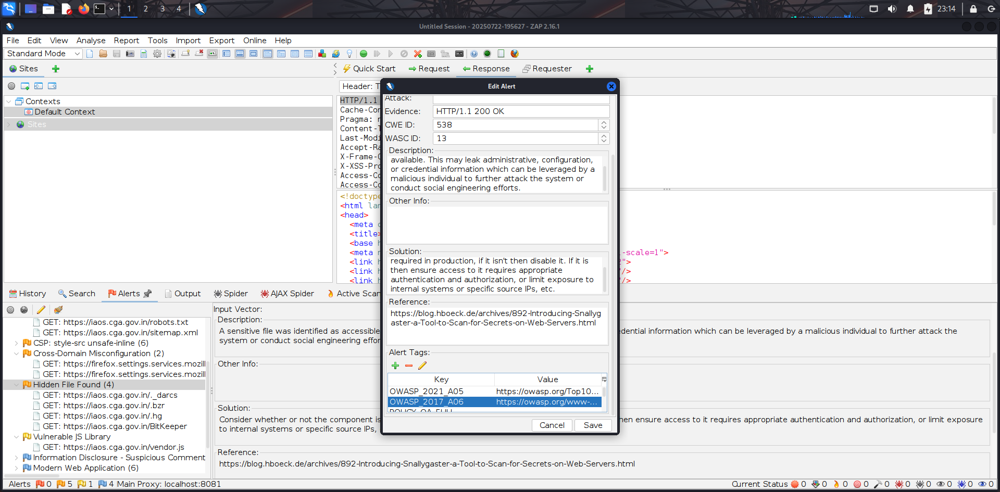 1 2 3 4
23:14
Untitled Session - 20250722-195627 - ZAP 2.16.1
File Edit View Analyse Report Tools Import Export Online Help
Standard Mode
Sites
Quick Start Request Response Requester
Header: T
Contexts
Default Context
Sites
HTTP/1.1
Cache-Con
Pragma: n
Content-T
Last-Modi
Accept-Ra
X-Frame-O
X-XSS-Pro
Access-Co
Access-Co
<!doctype
<html lan
<head>
<meta c
<title>
<base h
<meta n
-scale=1">
<link h
">
<link h
"/>
<link h
"/>
Edit Alert
Attack:
Evidence: HTTP/1.1 200 OK
CWE ID: 538
WASC ID: 13
Description:
available. This may leak administrative, configuration,
or credential information which can be leveraged by a
malicious individual to further attack the system or
conduct social engineering efforts.
Other Info:
Solution:
required in production, if it isn't then disable it. If it is
then ensure access to it requires appropriate
authentication and authorization, or limit exposure to
internal systems or specific source IPs, etc.
Reference:
https://blog.hboeck.de/archives/892-Introducing-Snallyg
aster-a-Tool-to-Scan-for-Secrets-on-Web-Servers.html
Alert Tags:
Key Value
OWASP_2021_A05 https://owasp.org/Top10...
OWASP_2017_A06 https://owasp.org/www-...
POLICY_QA_FULL
Cancel Save
History Search Alerts Output Spider AJAX Spider Active Scan
GET: https://iaos.cga.gov.in/robots.txt
GET: https://iaos.cga.gov.in/sitemap.xml
CSP: style-src unsafe-inline (6)
Cross-Domain Misconfiguration (2)
GET: https://firefox.settings.services.mozill
GET: https://firefox.settings.services.mozill
Hidden File Found (4)
GET: https://iaos.cga.gov.in/._darcs
GET: https://iaos.cga.gov.in/.bzr
GET: https://iaos.cga.gov.in/.hg
GET: https://iaos.cga.gov.in/BitKeeper
Vulnerable JS Library
GET: https://iaos.cga.gov.in/vendor.js
Information Disclosure - Suspicious Comment
Modern Web Application (6)
Input Vector:
Description:
A sensitive file was identified as accessible
dential information which can be leveraged by a malicious individual to further attack the
system or conduct social engineering effor
Other Info:
Solution:
Consider whether or not the component is
hen ensure access to it requires appropriate authentication and authorization, or limit exposure
to internal systems or specific source IPs,
Reference:
https://blog.hboeck.de/archives/892-Introducing-Snallygaster-a-Tool-to-Scan-for-Secrets-on-Web-Servers.html
Alerts 0 5 1 4 Main Proxy: localhost:8081
Current Status 0 0 0 0 0 0 0 0 0 0